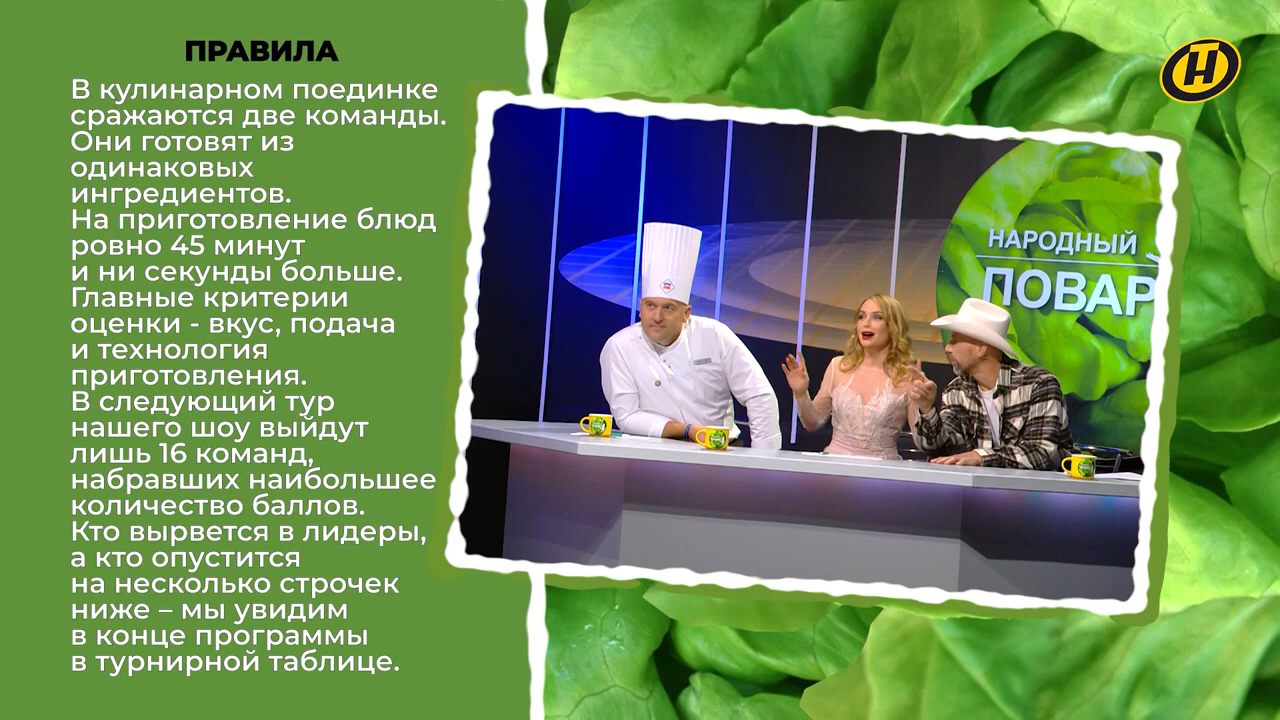 ПРАВИЛА
В кулинарном поединке
сражаются две команды.
Они готовят из
одинаковых
ингредиентов.
На приготовление блюд
ровно 45 минут
и ни секунды больше.
Главные критерии
оценки - вкус, подача
и технология
приготовления.
В следующий тур
нашего шоу выйдут
лишь 16 команд,
набравших наибольшее
количество баллов.
Кто вырвется в лидеры,
а кто опустится
на несколько строчек
ниже – мы увидим
в конце программы
в турнирной таблице.
НАРОДНЫЙ
ПОВАР
ОНТ